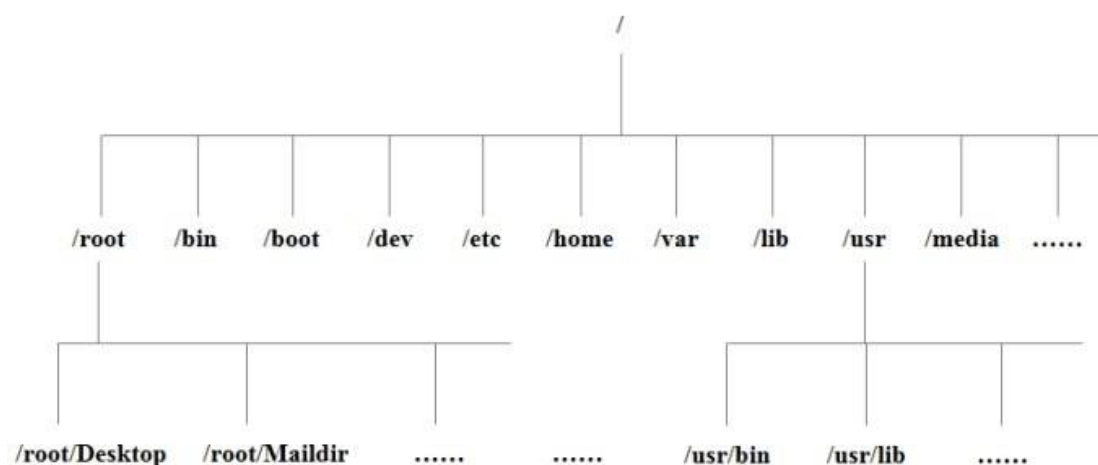 /
/root /bin /boot /dev /etc /home /var /lib /usr /media ……
/root/Desktop /root/Maildir …… …… /usr/bin /usr/lib ……